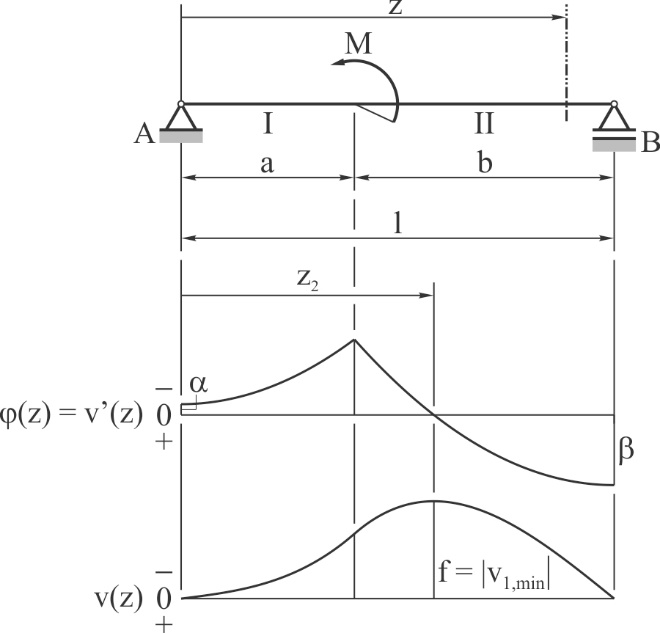 z
M
A I II B
a b
l
z₂
− α
φ(z) = v’(z) 0
+ β
−
f = |v₁,min|
v(z) 0
+